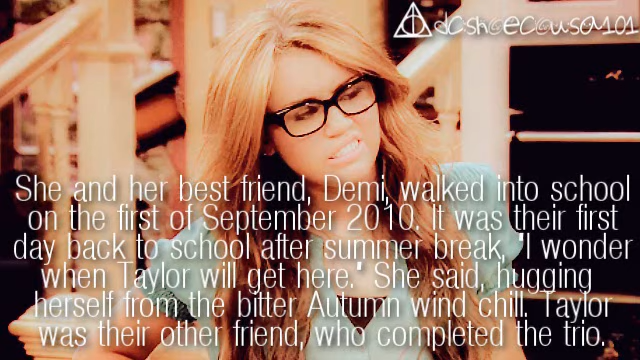 dcshoecousa101
She and her best friend, Demi, walked into school
on the first of September 2010. It was their first
day back to school after summer break, "I wonder
when Taylor will get here." She said, hugging
herself from the bitter Autumn wind chill. Taylor
was their other friend, who completed the trio.